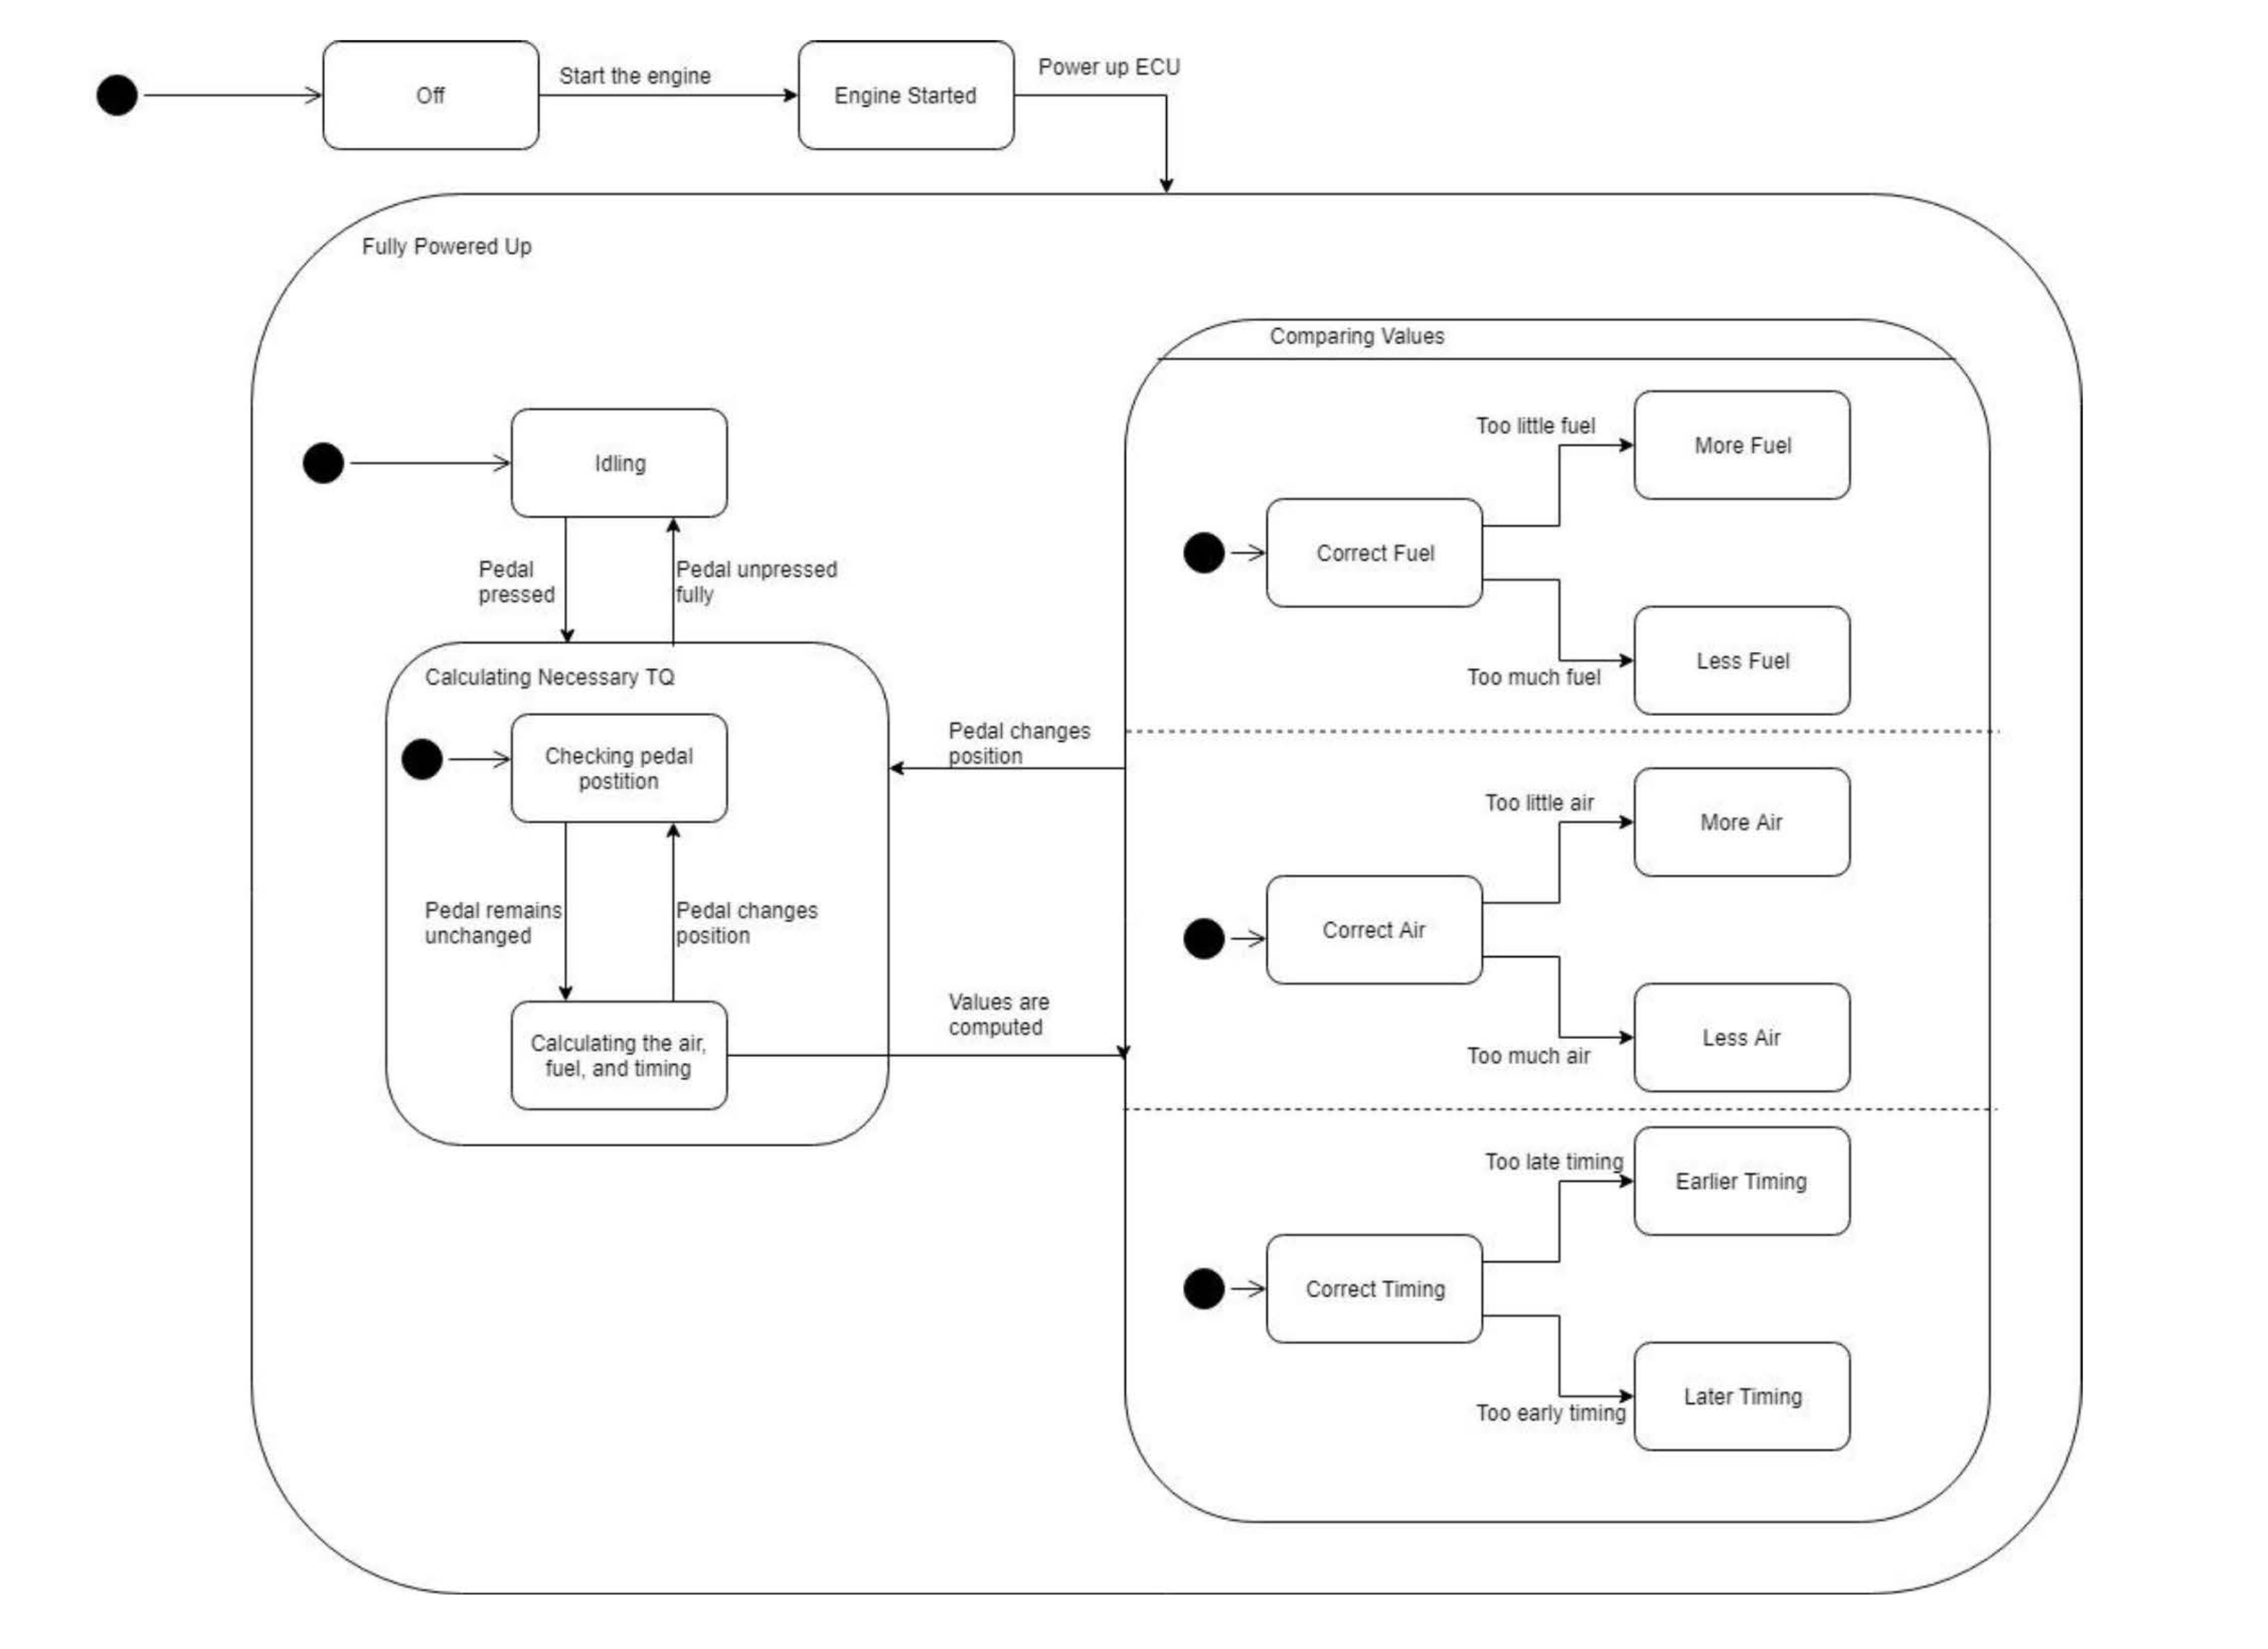 Off
Start the engine
Engine Started
Power up ECU
Fully Powered Up
Idling
Pedal
pressed
Pedal unpressed
fully
Calculating Necessary TQ
Checking pedal
postition
Pedal remains
unchanged
Pedal changes
position
Calculating the air,
fuel, and timing
Pedal changes
position
Values are
computed
Comparing Values
Correct Fuel
Too little fuel
More Fuel
Too much fuel
Less Fuel
Correct Air
Too little air
More Air
Too much air
Less Air
Correct Timing
Too late timing
Earlier Timing
Too early timing
Later Timing